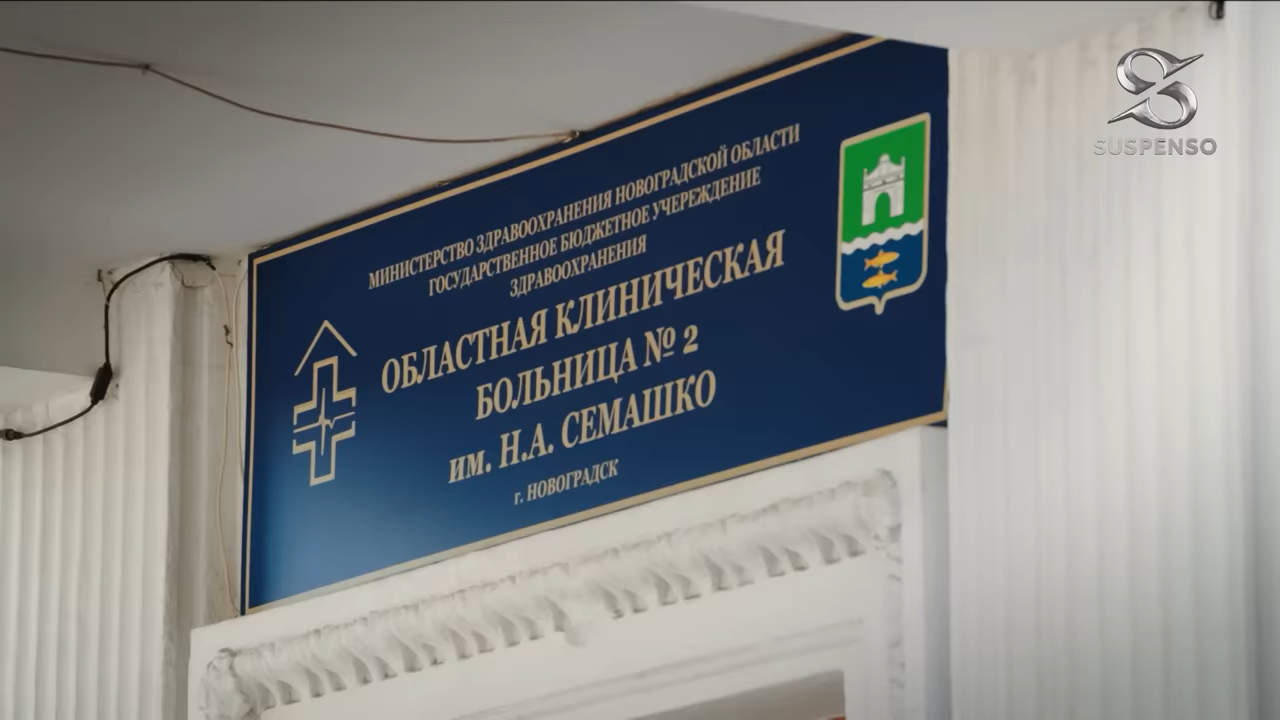 МИНИСТЕРСТВО ЗДРАВООХРАНЕНИЯ НОВОГРАДСКОЙ ОБЛАСТИ
ГОСУДАРСТВЕННОЕ БЮДЖЕТНОЕ УЧЕРЕЖДЕНИЕ
ЗДРАВООХРАНЕНИЯ
ОБЛАСТНАЯ КЛИНИЧЕСКАЯ
БОЛЬНИЦА № 2
им. Н.А. СЕМАШКО
г. НОВОГРАДСК
SUSPENSO